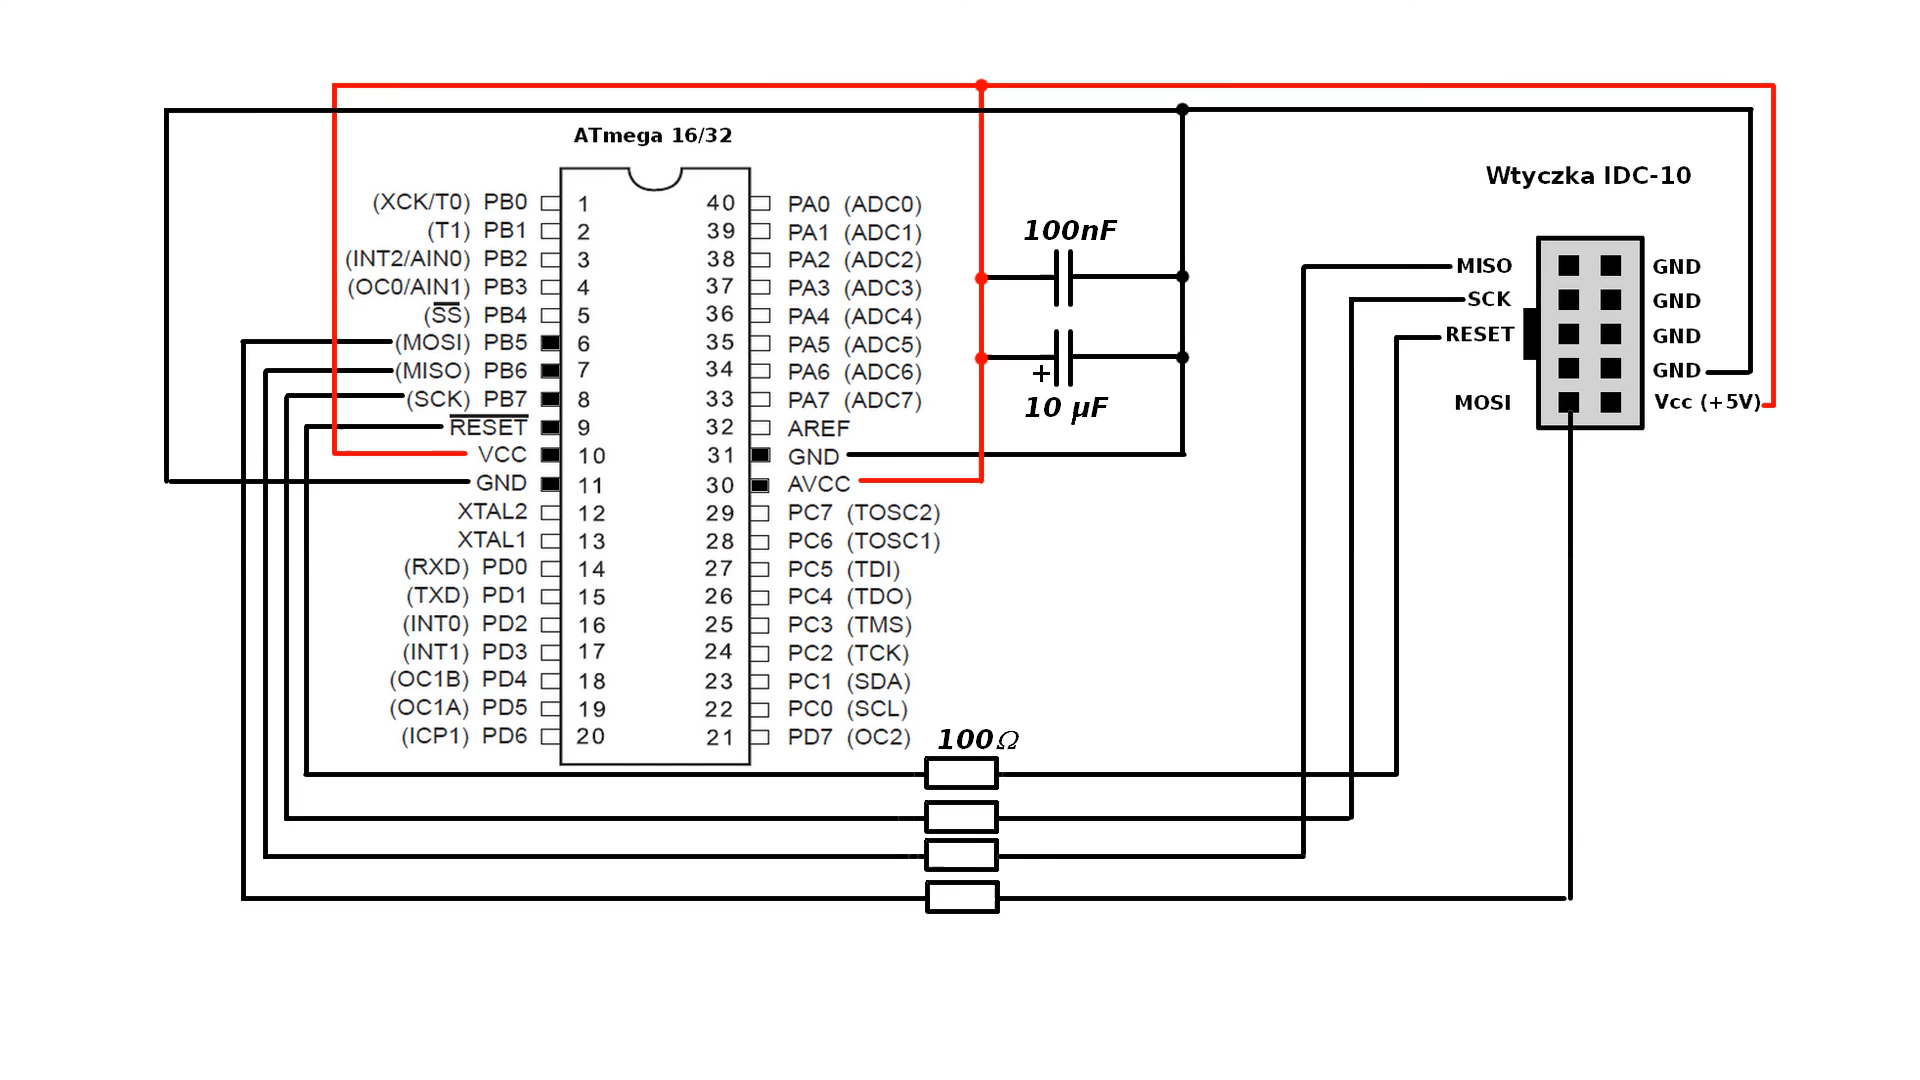 ATmega 16/32
Wtyczka IDC-10
(XCK/T0) PB0 1 40 PA0 (ADC0)
(T1) PB1 2 39 PA1 (ADC1)
(INT2/AIN0) PB2 3 38 PA2 (ADC2)
(OC0/AIN1) PB3 4 37 PA3 (ADC3)
(SS) PB4 5 36 PA4 (ADC4)
(MOSI) PB5 6 35 PA5 (ADC5)
(MISO) PB6 7 34 PA6 (ADC6)
(SCK) PB7 8 33 PA7 (ADC7)
RESET 9 32 AREF
VCC 10 31 GND
GND 11 30 AVCC
XTAL2 12 29 PC7 (TOSC2)
XTAL1 13 28 PC6 (TOSC1)
(RXD) PD0 14 27 PC5 (TDI)
(TXD) PD1 15 26 PC4 (TDO)
(INT0) PD2 16 25 PC3 (TMS)
(INT1) PD3 17 24 PC2 (TCK)
(OC1B) PD4 18 23 PC1 (SDA)
(OC1A) PD5 19 22 PC0 (SCL)
(ICP1) PD6 20 21 PD7 (OC2)
100nF
+
10 µF
100Ω
MISO GND
SCK GND
RESET GND
GND
MOSI Vcc (+5V)